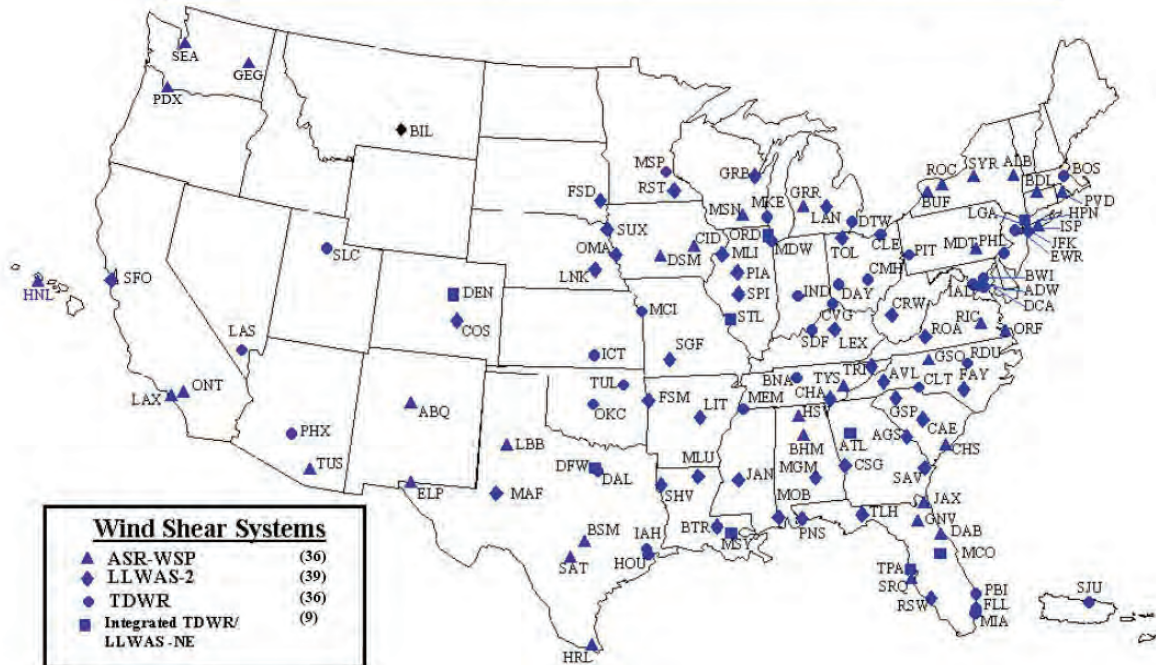 SEA
GEG
PDX
BIL
MSP
GRB
ROC
SYR
ALB
BOS
RST
GRR
BDL
FSD
MSN
MKE
LAN
BUF
PVD
DTW
LGA
HPN
SUX
ORD
ISP
CID
MDW
CLE
MDT
PHL
JFK
SLC
OMA
DSM
MLI
TOL
PIT
EWR
SFO
LNK
PIA
CMH
BWI
HNL
DEN
SPI
IND
DAY
IAD
ADW
MCI
CRW
DCA
COS
STL
CVG
RIC
LAS
SDF
LEX
ROA
ORF
ICT
SGF
TRI
GSO
RDU
ONT
TUL
BNA
TYS
AVL
CLT
FAY
LAX
ABQ
OKC
FSM
LIT
MEM
CHA
GSP
HSV
CAE
PHX
LBB
BHM
ATL
AGS
CHS
TUS
DFW
DAL
MLU
JAN
MGM
CSG
SAV
ELP
MAF
SHV
MOB
JAX
BSM
IAH
BTR
MSY
PNS
TLH
GNV
DAB
SAT
HOU
MCO
TPA
SRQ
PBI
SJU
RSW
FLL
MIA
HRL
Wind Shear Systems
ASR-WSP (36)
LLWAS-2 (39)
TDWR (36)
Integrated TDWR/ (9)
LLWAS-NE